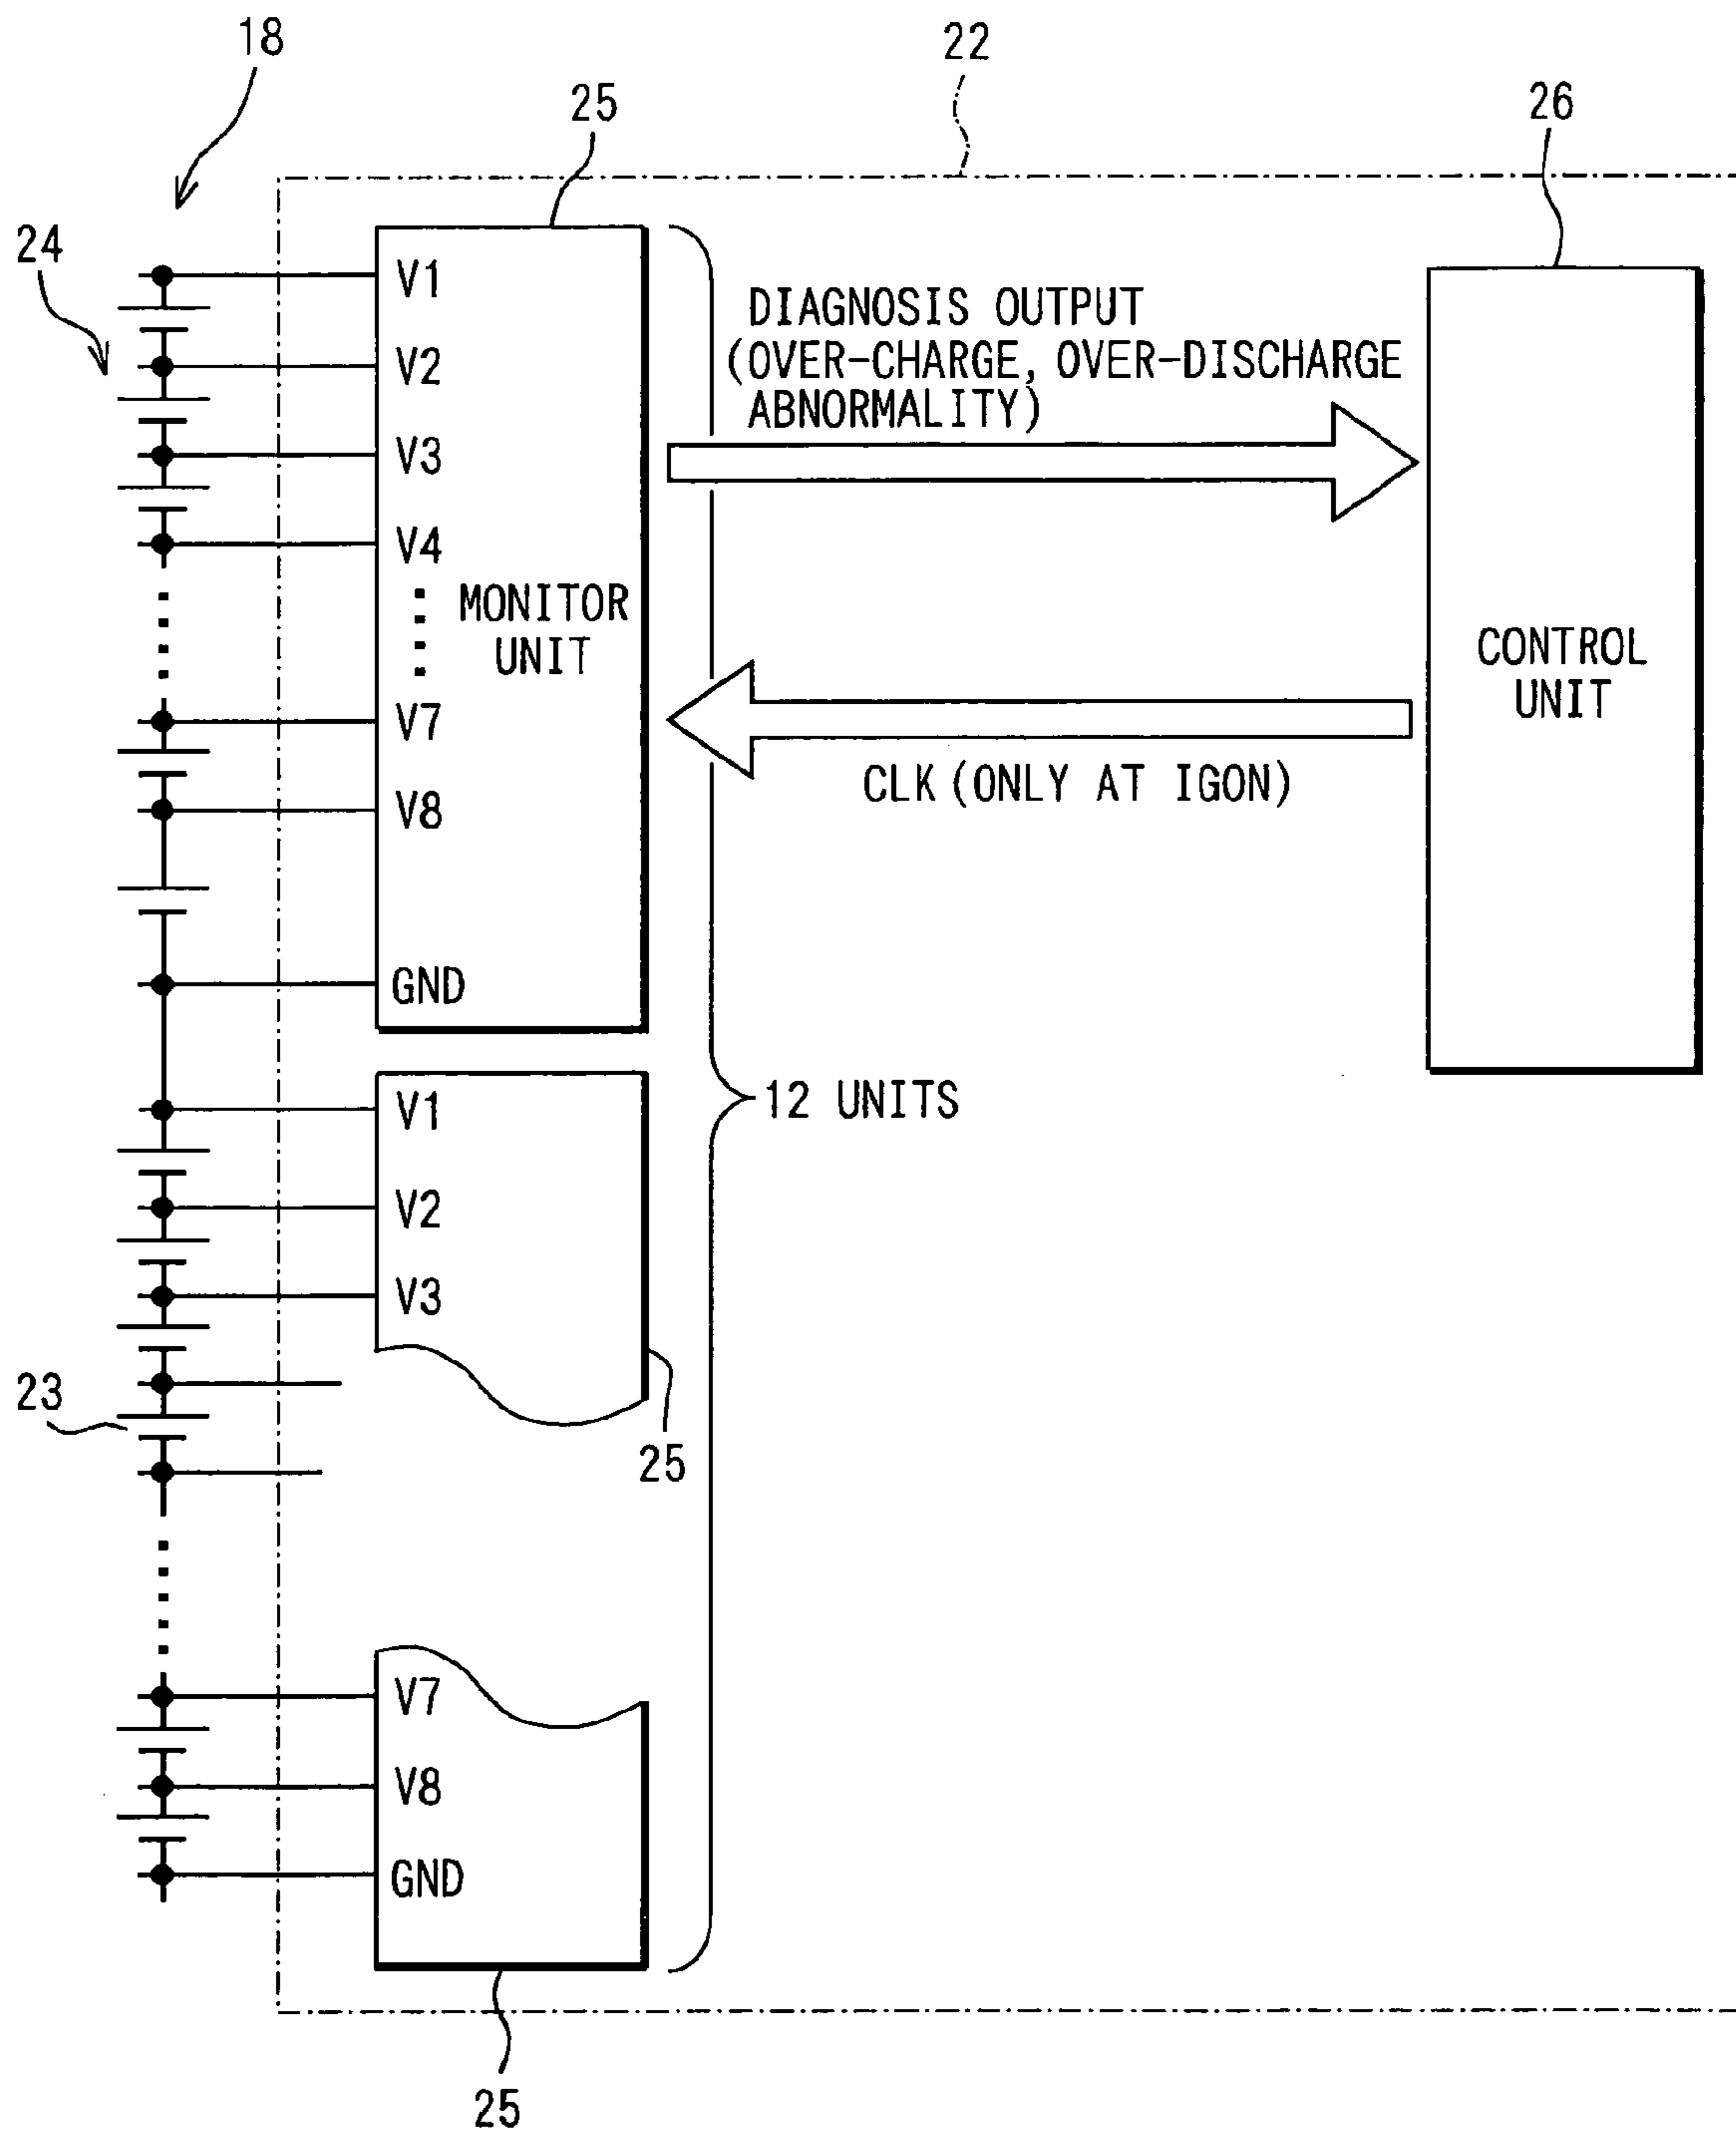 18
22
25
26
24
V1
V2
V3
V4
MONITOR
UNIT
V7
V8
GND
DIAGNOSIS OUTPUT
(OVER-CHARGE, OVER-DISCHARGE
ABNORMALITY)
CLK (ONLY AT IGON)
CONTROL
UNIT
12 UNITS
V1
V2
V3
23
25
V7
V8
GND
25